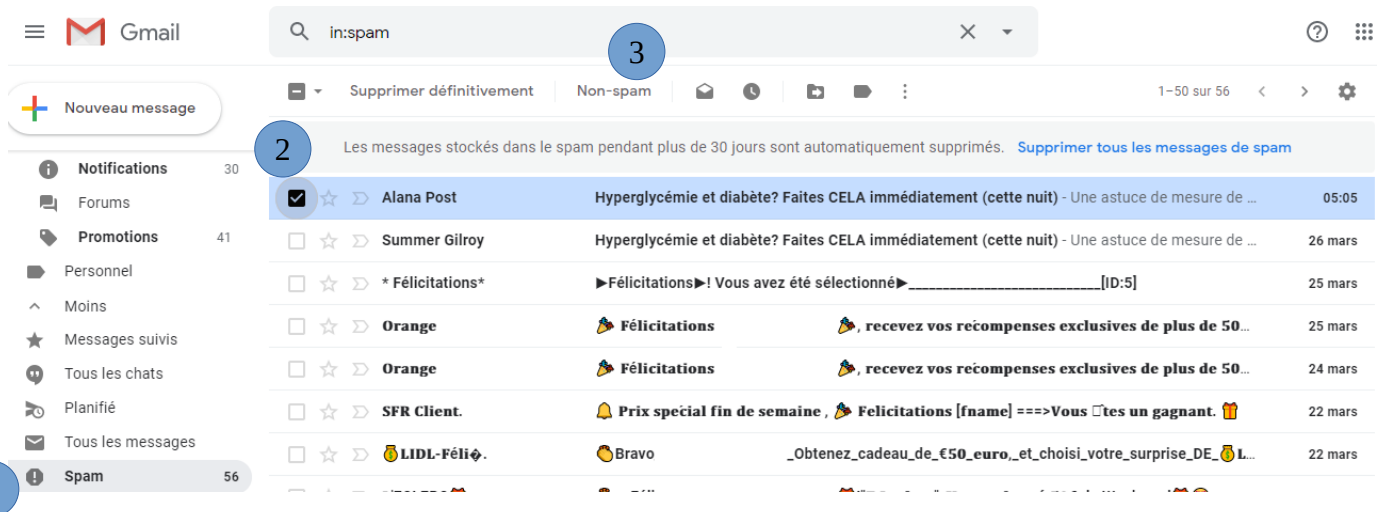 Gmail
in:spam
3
Supprimer définitivement Non-spam 1–50 sur 56
Nouveau message
2
Les messages stockés dans le spam pendant plus de 30 jours sont automatiquement supprimés. Supprimer tous les messages de spam
Notifications 30
Forums
Promotions 41
Personnel
Moins
Messages suivis
Tous les chats
Planifié
Tous les messages
Spam 56
Alana Post Hyperglycémie et diabète? Faites CELA immédiatement (cette nuit) - Une astuce de mesure de ... 05:05
Summer Gilroy Hyperglycémie et diabète? Faites CELA immédiatement (cette nuit) - Une astuce de mesure de ... 26 mars
* Félicitations* ▶Félicitations▶! Vous avez été sélectionné▶____________________________[ID:5] 25 mars
Orange 🎉 Félicitations 🎉, recevez vos récompenses exclusives de plus de 50... 25 mars
Orange 🎉 Félicitations 🎉, recevez vos récompenses exclusives de plus de 50... 24 mars
SFR Client. 🔔 Prix spécial fin de semaine , 🎉 Felicitations [fname] ===>Vous □tes un gagnant. 🎁 22 mars
💰LIDL-Féli�. 👏Bravo _Obtenez_cadeau_de_€50_euro,_et_choisi_votre_surprise_DE_💰L... 22 mars